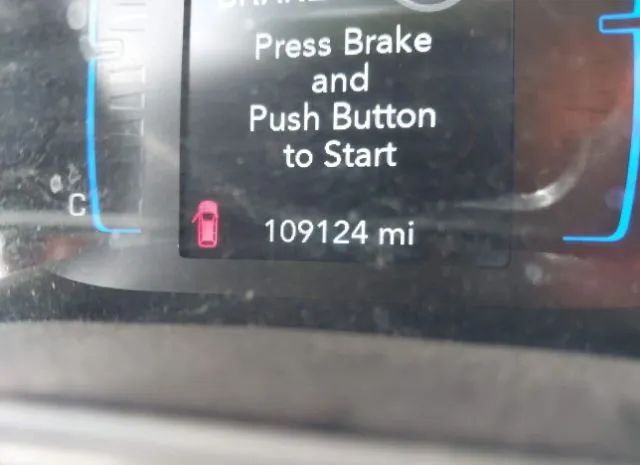 Press Brake
and
Push Button
to Start
C
109124 mi